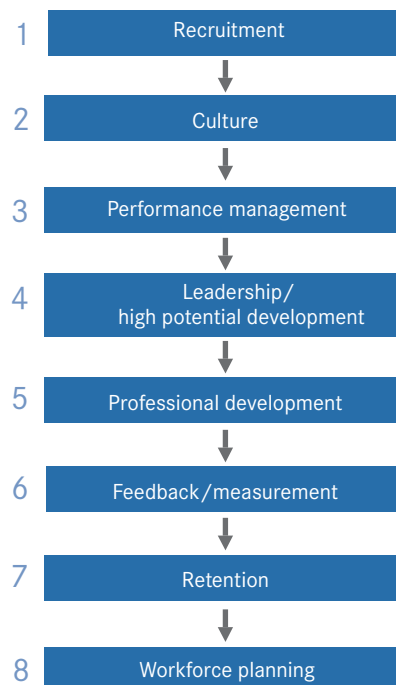 1 Recruitment
2 Culture
3 Performance management
4 Leadership/
high potential development
5 Professional development
6 Feedback/measurement
7 Retention
8 Workforce planning